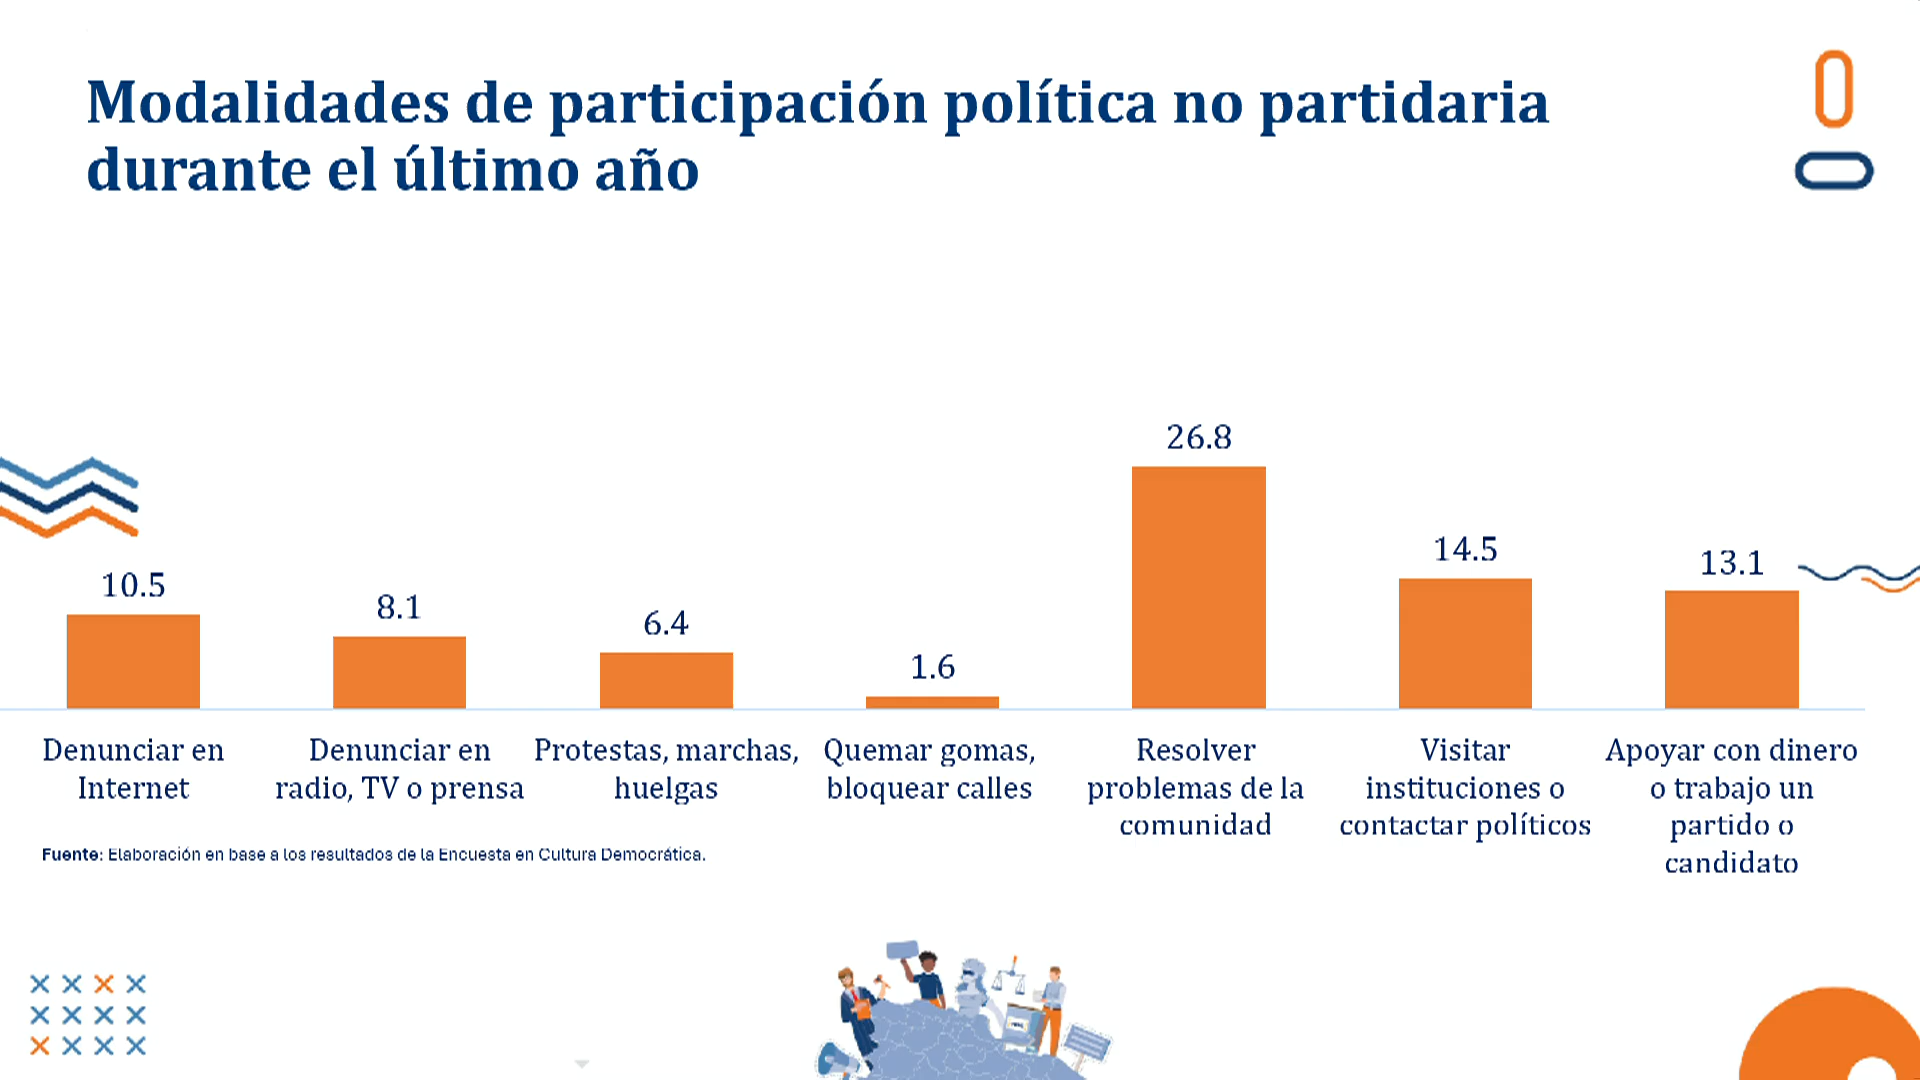 Modalidades de participación política no partidaria
durante el último año
10.5
8.1
6.4
1.6
26.8
14.5
13.1
Denunciar en
Internet
Denunciar en
radio, TV o prensa
Protestas, marchas,
huelgas
Quemar gomas,
bloquear calles
Resolver
problemas de la
comunidad
Visitar
instituciones o
contactar políticos
Apoyar con dinero
o trabajo un
partido o
candidato
Fuente: Elaboración en base a los resultados de la Encuesta en Cultura Democrática.